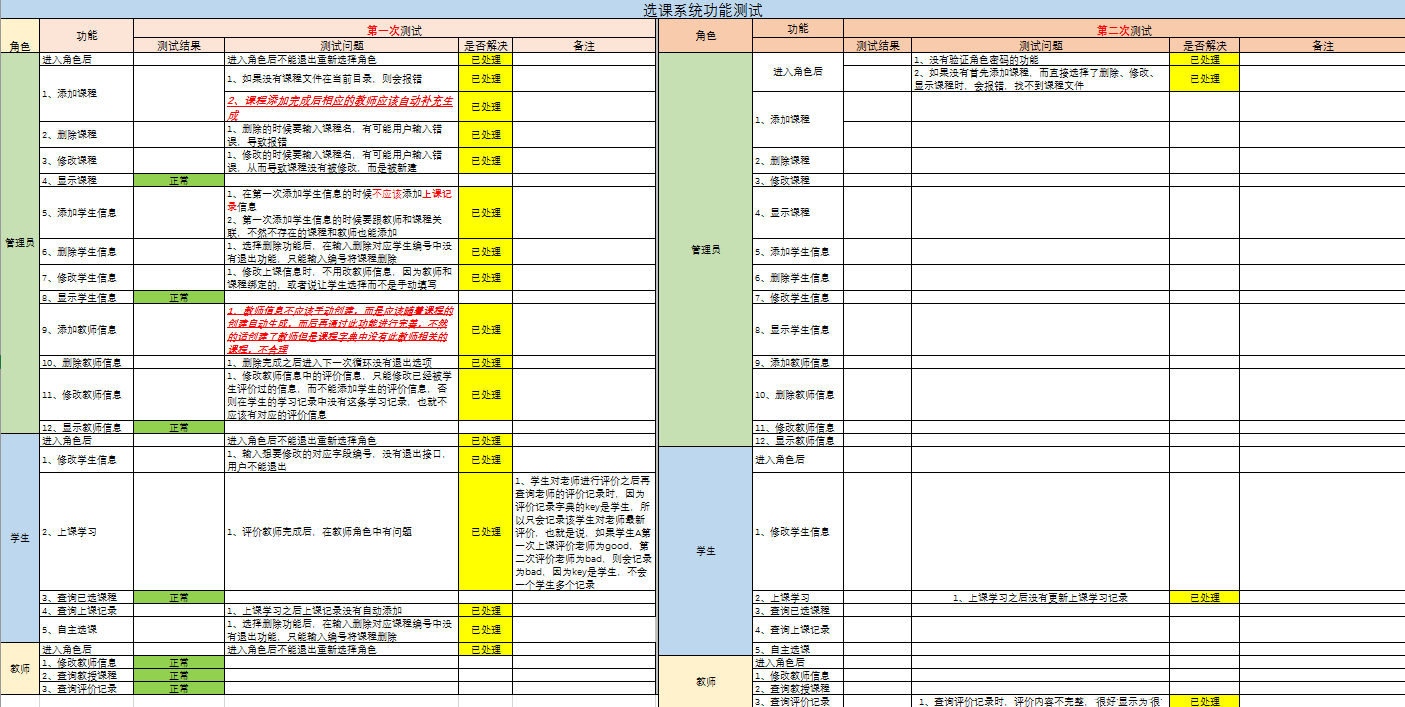 选课系统功能测试
角色
功能
第一次测试
测试结果
测试问题
是否解决
备注
管理员
进入角色后
进入角色后不能退出重新选择角色
已处理
1、添加课程
1、如果没有课程文件在当前目录，则会报错
已处理
2、课程添加完成后相应的教师应该自动补充生
成
已处理
2、删除课程
1、删除的时候要输入课程名，有可能用户输入错
误，导致报错
已处理
3、修改课程
1、修改的时候要输入课程名，有可能用户输入错
误，从而导致课程没有被修改，而是被新建
已处理
4、显示课程
正常
5、添加学生信息
1、在第一次添加学生信息的时候不应该添加上课记
录信息
2、第一次添加学生信息的时候要跟教师和课程关
联，不然不存在的课程和教师也能添加
已处理
6、删除学生信息
1、选择删除功能后，在输入删除对应学生编号中没
有退出功能，只能输入编号将课程删除
已处理
7、修改学生信息
1、修改上课信息时，不用改教师信息，因为教师和
课程绑定的，或者说让学生选择而不是手动填写
已处理
8、显示学生信息
正常
9、添加教师信息
1、教师信息不应该手动创建，而是应该随着课程的
创建自动生成，而后再通过此功能进行完善，不然
的话创建了教师但是课程字典中没有此教师相关的
课程，不合理
已处理
10、删除教师信息
1、删除完成之后进入下一次循环没有退出选项
已处理
11、修改教师信息
1、修改教师信息中的评价信息，只能修改已经被学
生评价过的信息，而不能添加学生的评价信息，否
则在学生的学习记录中没有这条学习记录，也就不
应该有对应的评价信息
已处理
12、显示教师信息
正常
学生
进入角色后
进入角色后不能退出重新选择角色
已处理
1、修改学生信息
1、输入想要修改的对应字段编号，没有退出接口，
用户不能退出
已处理
2、上课学习
1、评价教师完成后，在教师角色中有问题
已处理
1、学生对老师进行评价之后再
查询老师的评价记录时，因为
评价记录字典的key是学生，所
以只会记录该学生对老师最新
评价，也就是说，如果学生A第
一次上课评价老师为good，第
二次评价老师为bad，则会记录
为bad，因为key是学生，不会
一个学生多个记录
3、查询已选课程
正常
4、查询上课记录
1、上课学习之后上课记录没有自动添加
已处理
5、自主选课
1、选择删除功能后，在输入删除对应课程编号中没
有退出功能，只能输入编号将课程删除
已处理
教师
进入角色后
进入角色后不能退出重新选择角色
已处理
1、修改教师信息
正常
2、查询教授课程
正常
3、查询评价记录
正常
角色
功能
第二次测试
测试结果
测试问题
是否解决
备注
管理员
进入角色后
1、没有验证角色密码的功能
已处理
2、如果没有首先添加课程，而直接选择了删除、修改、
显示课程时，会报错，找不到课程文件
已处理
1、添加课程
2、删除课程
3、修改课程
4、显示课程
5、添加学生信息
6、删除学生信息
7、修改学生信息
8、显示学生信息
9、添加教师信息
10、删除教师信息
11、修改教师信息
12、显示教师信息
学生
进入角色后
1、修改学生信息
2、上课学习
1、上课学习之后没有更新上课学习记录
已处理
3、查询已选课程
4、查询上课记录
5、自主选课
教师
进入角色后
1、修改教师信息
2、查询教授课程
3、查询评价记录
1、查询评价记录时，评价内容不完整，'很好'显示为'很'
已处理